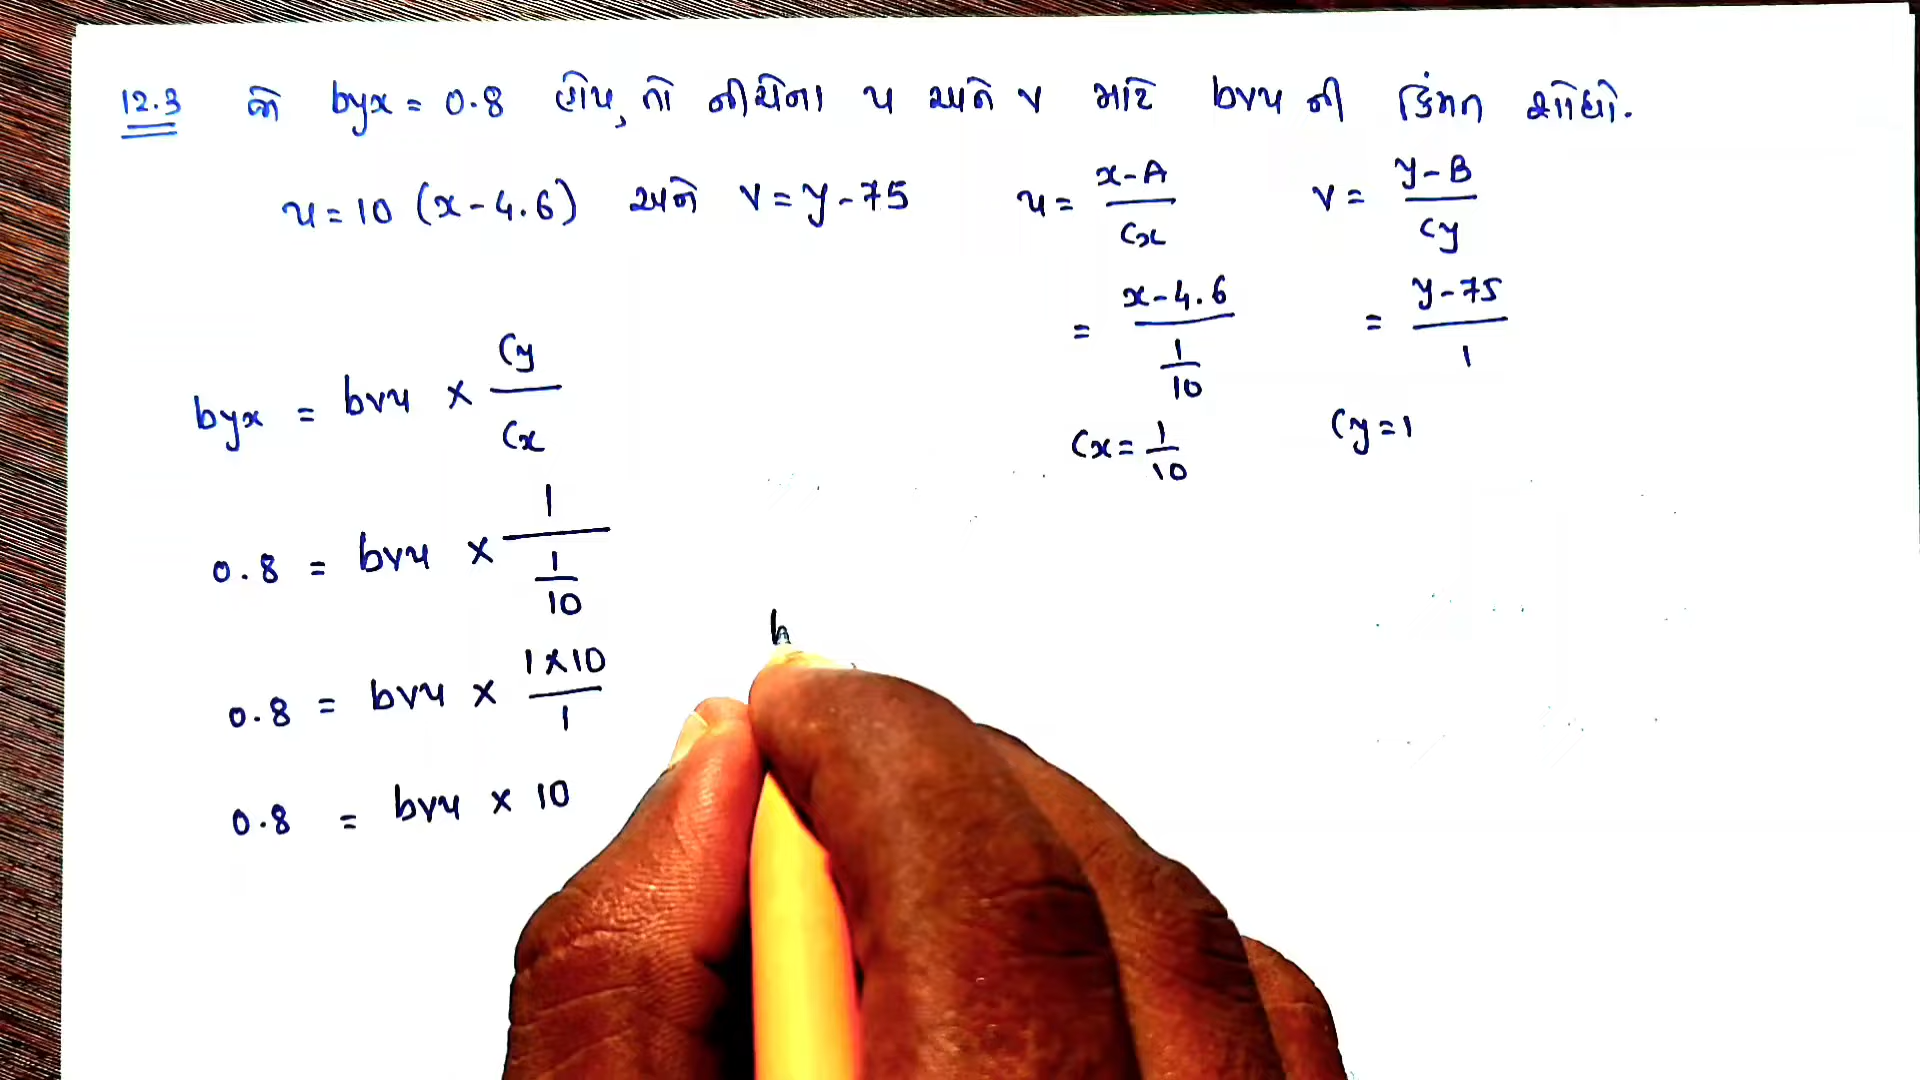 12.3 જો byx = 0.8 હોય, તો નીચેના u અને v માટે bvu ની કિંમત શોધો.
u = 10 (x - 4.6) અને v = y - 75
u = x - A / Cx
v = y - B / Cy
= x - 4.6 / 1/10
= y - 75 / 1
Cx = 1/10
Cy = 1
byx = bvu × Cy / Cx
0.8 = bvu × 1 / 1/10
0.8 = bvu × 1 × 10 / 1
0.8 = bvu × 10